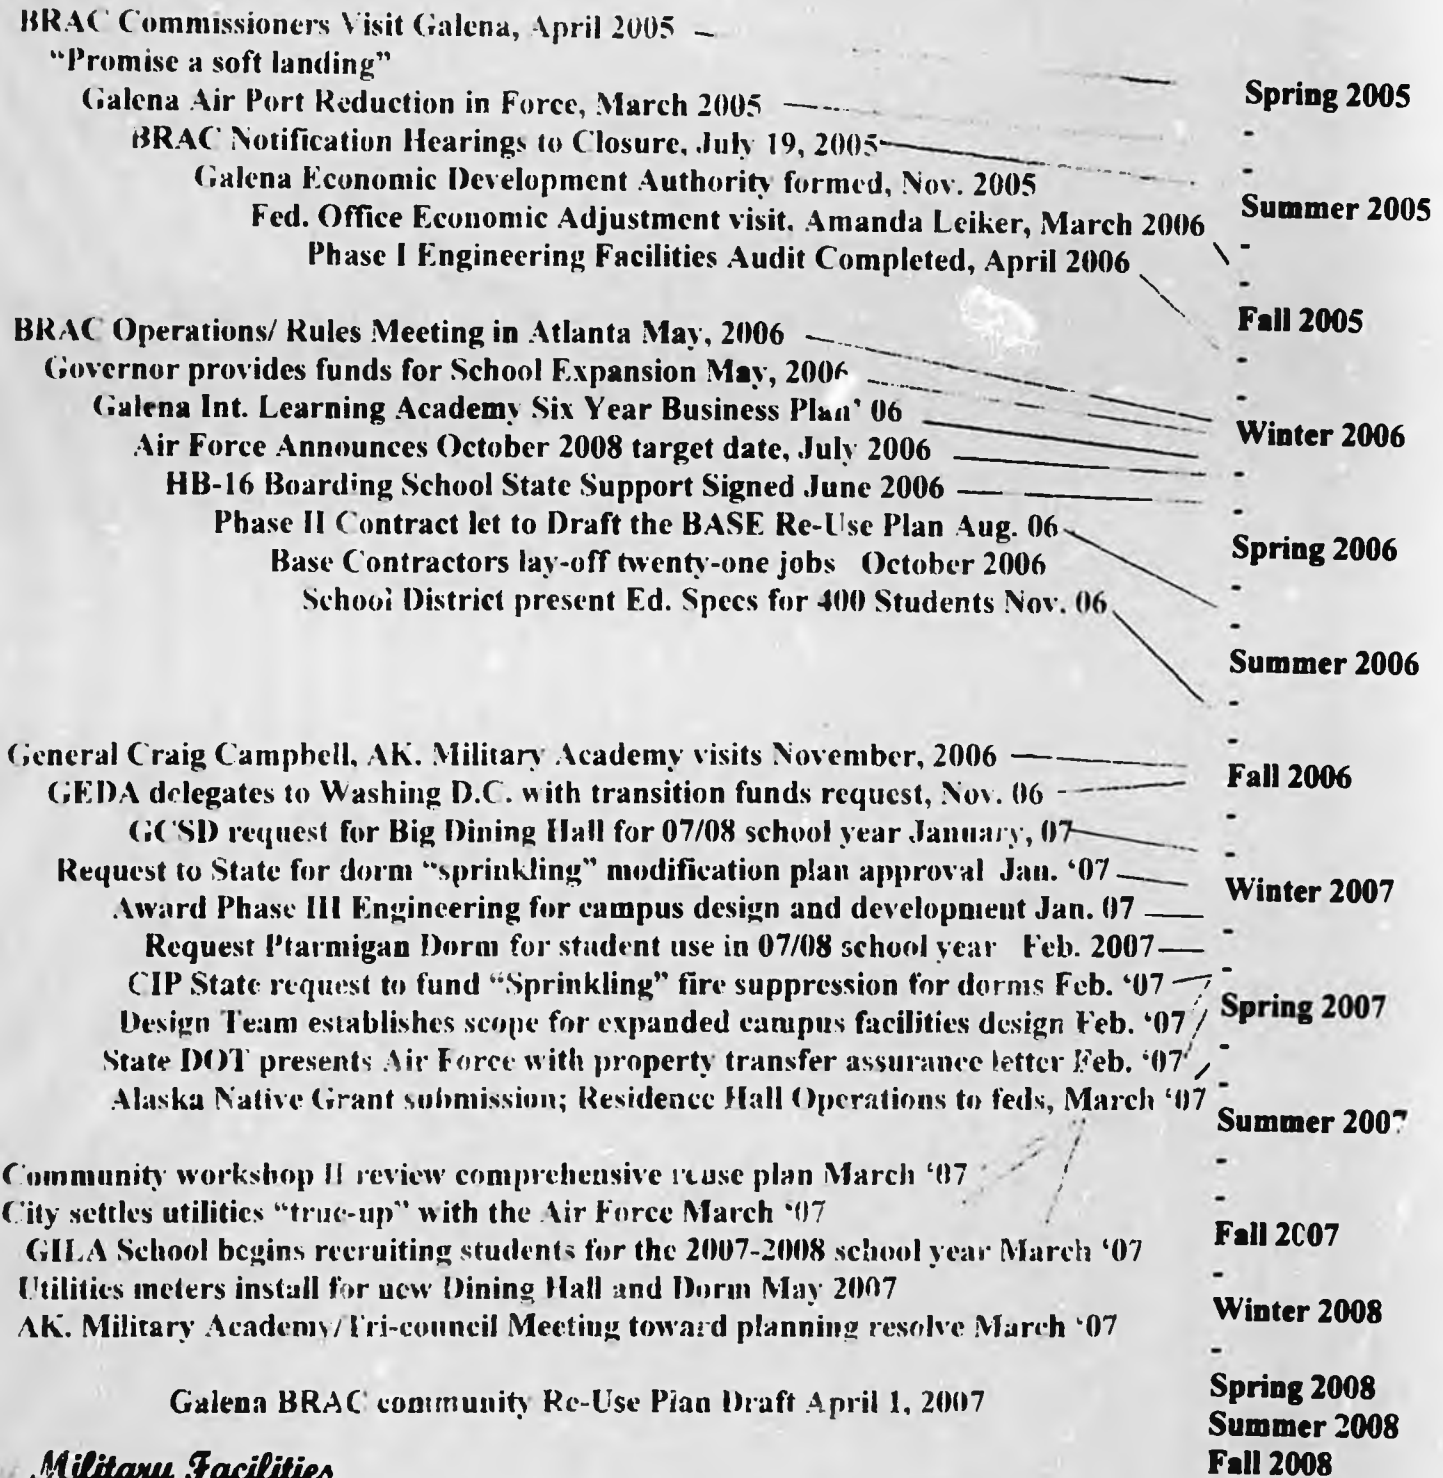 BRAC Commissioners Visit Galena, April 2005
"Promise a soft landing"
Galena Air Port Reduction in Force, March 2005
BRAC Notification Hearings to Closure, July 19, 2005
Galena Economic Development Authority formed, Nov. 2005
Fed. Office Economic Adjustment visit, Amanda Leiker, March 2006
Phase I Engineering Facilities Audit Completed, April 2006
BRAC Operations/ Rules Meeting in Atlanta May, 2006
Governor provides funds for School Expansion May, 2006
Galena Int. Learning Academy Six Year Business Plan' 06
Air Force Announces October 2008 target date, July 2006
HB-16 Boarding School State Support Signed June 2006
Phase II Contract let to Draft the BASE Re-Use Plan Aug. 06
Base Contractors lay-off twenty-one jobs October 2006
School District present Ed. Specs for 400 Students Nov. 06
General Craig Campbell, AK. Military Academy visits November, 2006
GEDA delegates to Washing D.C. with transition funds request, Nov. 06
GCSD request for Big Dining Hall for 07/08 school year January, 07
Request to State for dorm "sprinkling" modification plan approval Jan. '07
Award Phase III Engineering for campus design and development Jan. 07
Request Ptarmigan Dorm for student use in 07/08 school year Feb. 2007
CIP State request to fund "Sprinkling" fire suppression for dorms Feb. '07
Design Team establishes scope for expanded campus facilities design Feb. '07
State DOT presents Air Force with property transfer assurance letter Feb. '07
Alaska Native Grant submission; Residence Hall Operations to feds, March '07
Community workshop II review comprehensive reuse plan March '07
City settles utilities "true-up" with the Air Force March '07
GILA School begins recruiting students for the 2007-2008 school year March '07
Utilities meters install for new Dining Hall and Dorm May 2007
AK. Military Academy/Tri-council Meeting toward planning resolve March '07
Galena BRAC community Re-Use Plan Draft April 1, 2007
Military Facilities
Spring 2005
-
-
Summer 2005
-
-
Fall 2005
-
-
Winter 2006
-
-
Spring 2006
-
-
Summer 2006
-
-
Fall 2006
-
-
Winter 2007
-
-
Spring 2007
-
-
Summer 2007
-
-
Fall 2007
-
Winter 2008
-
Spring 2008
Summer 2008
Fall 2008